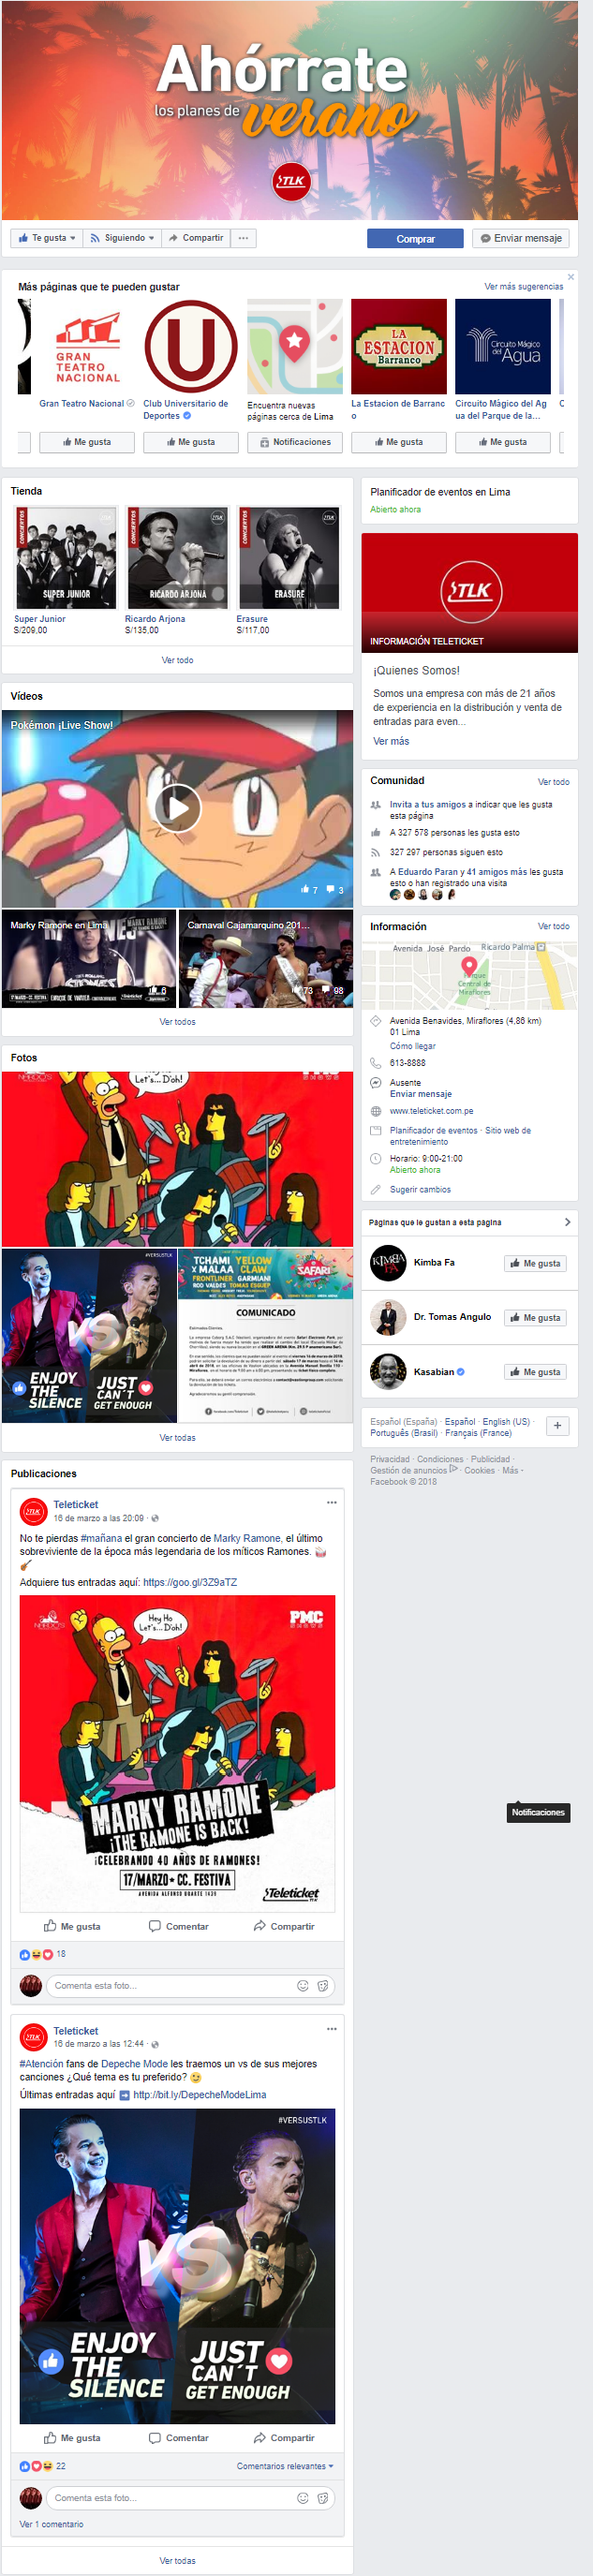 Ahórrate
los planes de verano
TLK
Te gusta
Siguiendo
Compartir
Comprar
Enviar mensaje
Más páginas que te pueden gustar
Ver más sugerencias
GRAN
TEATRO
NACIONAL
U
LA
ESTACION
Barranco
Circuito Mágico
del Agua
Gran Teatro Nacional
Club Universitario de
Deportes
Encuentra nuevas
páginas cerca de Lima
La Estacion de Barranc
o
Circuito Mágico del Ag
ua del Parque de la...
Me gusta
Me gusta
Notificaciones
Me gusta
Me gusta
Tienda
CONCIERTOS
SUPER JUNIOR
CONCIERTOS
RICARDO ARJONA
CONCIERTOS
ERASURE
Super Junior
S/209,00
Ricardo Arjona
S/135,00
Erasure
S/117,00
Ver todo
Vídeos
Pokémon ¡Live Show!
7
3
Marky Ramone en Lima
6
Carnaval Cajamarquino 201...
73
98
Ver todos
Fotos
Hey Ho
Let's... D'oh!
PMC
#VERSUSTLK
VS
ENJOY
THE
SILENCE
JUST
CAN´T
GET ENOUGH
TCHAMI
X MALAA
YELLOW
CLAW
FRONTLINER
GARMIANI
SAFARI
COMUNICADO
Ver todas
Publicaciones
Teleticket
16 de marzo a las 20:09 ·
No te pierdas #mañana el gran concierto de Marky Ramone, el último
sobreviviente de la época más legendaria de los míticos Ramones.
Adquiere tus entradas aquí: https://goo.gl/3Z9aTZ
Hey Ho
Let's... D'oh!
PMC
MARKY RAMONE
¡THE RAMONE IS BACK!
¡CELEBRANDO 40 AÑOS DE RAMONES!
17/MARZO★CC. FESTIVA
AVENIDA ALFONSO UGARTE 1439
Teleticket
Me gusta
Comentar
Compartir
18
Comenta esta foto...
Teleticket
16 de marzo a las 12:44 ·
#Atención fans de Depeche Mode les traemos un vs de sus mejores
canciones ¿Qué tema es tu preferido?
Últimas entradas aquí http://bit.ly/DepecheModeLima
#VERSUSTLK
VS
ENJOY
THE
SILENCE
JUST
CAN´T
GET ENOUGH
Me gusta
Comentar
Compartir
22
Comentarios relevantes
Comenta esta foto...
Ver 1 comentario
Ver todas
Planificador de eventos en Lima
Abierto ahora
TLK
INFORMACIÓN TELETICKET
¡Quienes Somos!
Somos una empresa con más de 21 años
de experiencia en la distribución y venta de
entradas para even...
Ver más
Comunidad
Ver todo
Invita a tus amigos a indicar que les gusta
esta página
A 327 578 personas les gusta esto
327 297 personas siguen esto
A Eduardo Paran y 41 amigos más les gusta
esto o han registrado una visita
Información
Ver todo
Avenida José Pardo
Ricardo Palma
Parque
Central de
Miraflores
Avenida Benavides, Miraflores (4,86 km)
01 Lima
Cómo llegar
613-8888
Ausente
Enviar mensaje
www.teleticket.com.pe
Planificador de eventos · Sitio web de
entretenimiento
Horario: 9:00-21:00
Abierto ahora
Sugerir cambios
Páginas que le gustan a esta página
Kimba Fa
Me gusta
Dr. Tomas Angulo
Me gusta
Kasabian
Me gusta
Español (España) · Español · English (US) ·
Português (Brasil) · Français (France)
Privacidad · Condiciones · Publicidad ·
Gestión de anuncios · Cookies · Más
Facebook © 2018
Notificaciones